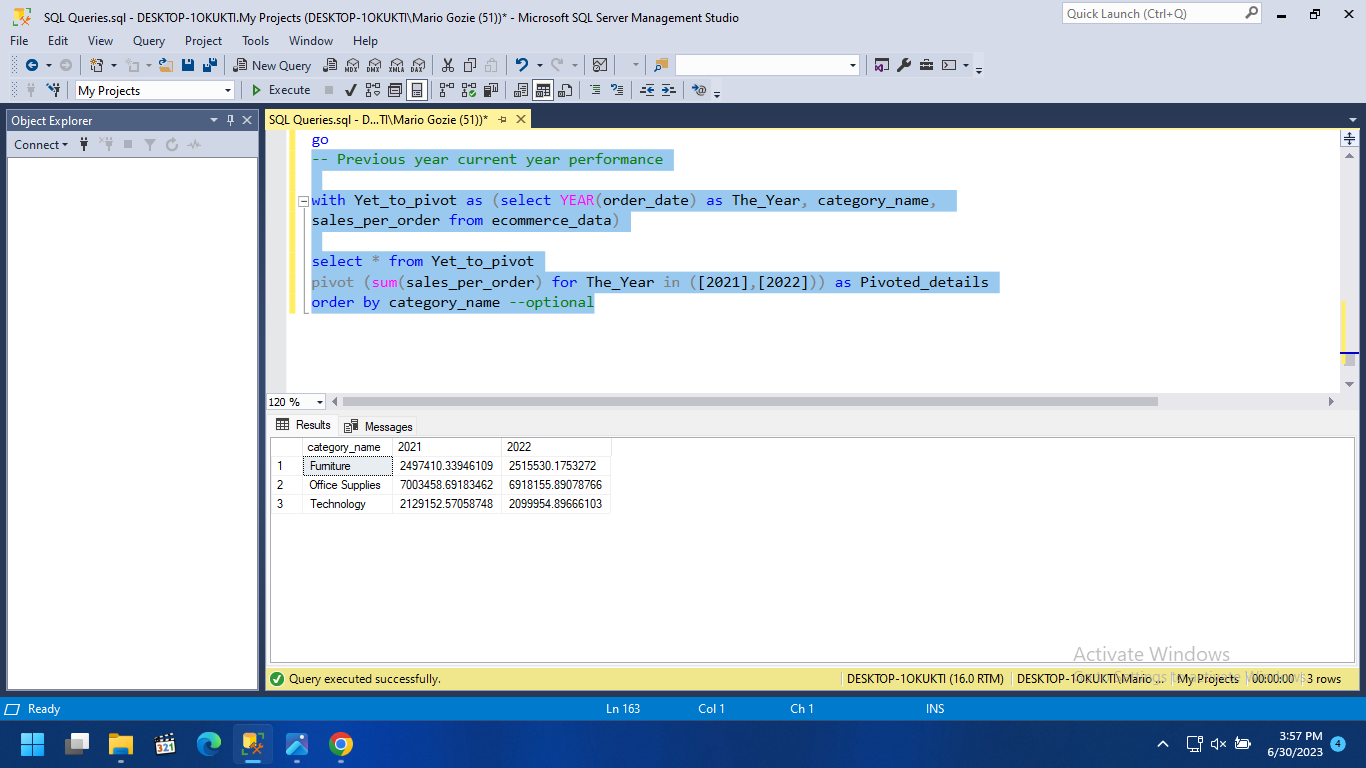 SQL Queries.sql - DESKTOP-1OKUKTI.My Projects (DESKTOP-1OKUKTI\Mario Gozie (51))* - Microsoft SQL Server Management Studio
Quick Launch (Ctrl+Q)
File Edit View Query Project Tools Window Help
New Query MDX DMX XMLA DAX
My Projects Execute
Object Explorer
Connect
SQL Queries.sql - D...TI\Mario Gozie (51))*
go
-- Previous year current year performance
with Yet_to_pivot as (select YEAR(order_date) as The_Year, category_name,
sales_per_order from ecommerce_data)
select * from Yet_to_pivot
pivot (sum(sales_per_order) for The_Year in ([2021],[2022])) as Pivoted_details
order by category_name --optional
120 %
Results Messages
category_name 2021 2022
1 Furniture 2497410.33946109 2515530.1753272
2 Office Supplies 7003458.69183462 6918155.89078766
3 Technology 2129152.57058748 2099954.89666103
Activate Windows
Query executed successfully. DESKTOP-1OKUKTI (16.0 RTM) DESKTOP-1OKUKTI\Mario ... My Projects 00:00:00 3 rows
Ready Ln 163 Col 1 Ch 1 INS
321
3:57 PM
6/30/2023
4